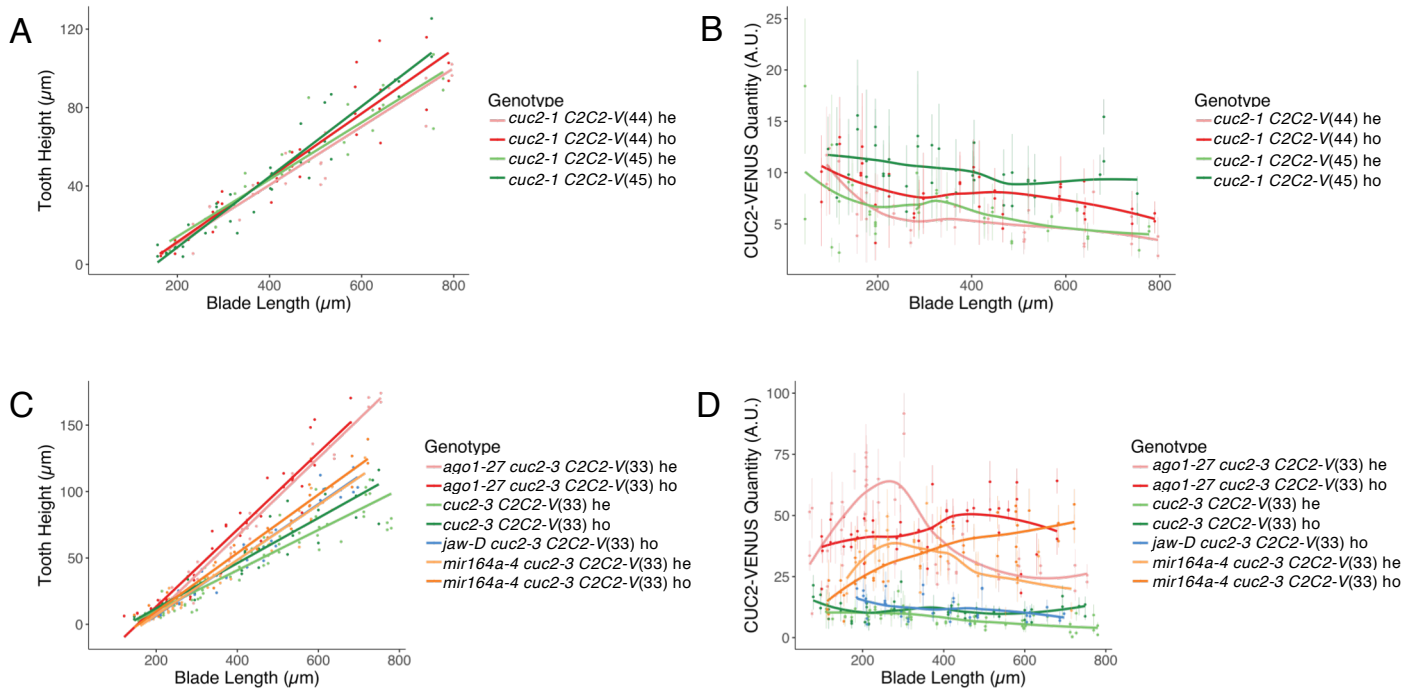 A
Tooth Height (µm)
120
80
40
0
200
400
600
800
Blade Length (µm)
Genotype
cuc2-1 C2C2-V(44) he
cuc2-1 C2C2-V(44) ho
cuc2-1 C2C2-V(45) he
cuc2-1 C2C2-V(45) ho
B
CUC2-VENUS Quantity (A.U.)
25
20
15
10
5
200
400
600
800
Blade Length (µm)
Genotype
cuc2-1 C2C2-V(44) he
cuc2-1 C2C2-V(44) ho
cuc2-1 C2C2-V(45) he
cuc2-1 C2C2-V(45) ho
C
Tooth Height (µm)
150
100
50
0
200
400
600
800
Blade Length (µm)
Genotype
ago1-27 cuc2-3 C2C2-V(33) he
ago1-27 cuc2-3 C2C2-V(33) ho
cuc2-3 C2C2-V(33) he
cuc2-3 C2C2-V(33) ho
jaw-D cuc2-3 C2C2-V(33) ho
mir164a-4 cuc2-3 C2C2-V(33) he
mir164a-4 cuc2-3 C2C2-V(33) ho
D
CUC2-VENUS Quantity (A.U.)
100
75
50
25
0
200
400
600
800
Blade Length (µm)
Genotype
ago1-27 cuc2-3 C2C2-V(33) he
ago1-27 cuc2-3 C2C2-V(33) ho
cuc2-3 C2C2-V(33) he
cuc2-3 C2C2-V(33) ho
jaw-D cuc2-3 C2C2-V(33) ho
mir164a-4 cuc2-3 C2C2-V(33) he
mir164a-4 cuc2-3 C2C2-V(33) ho